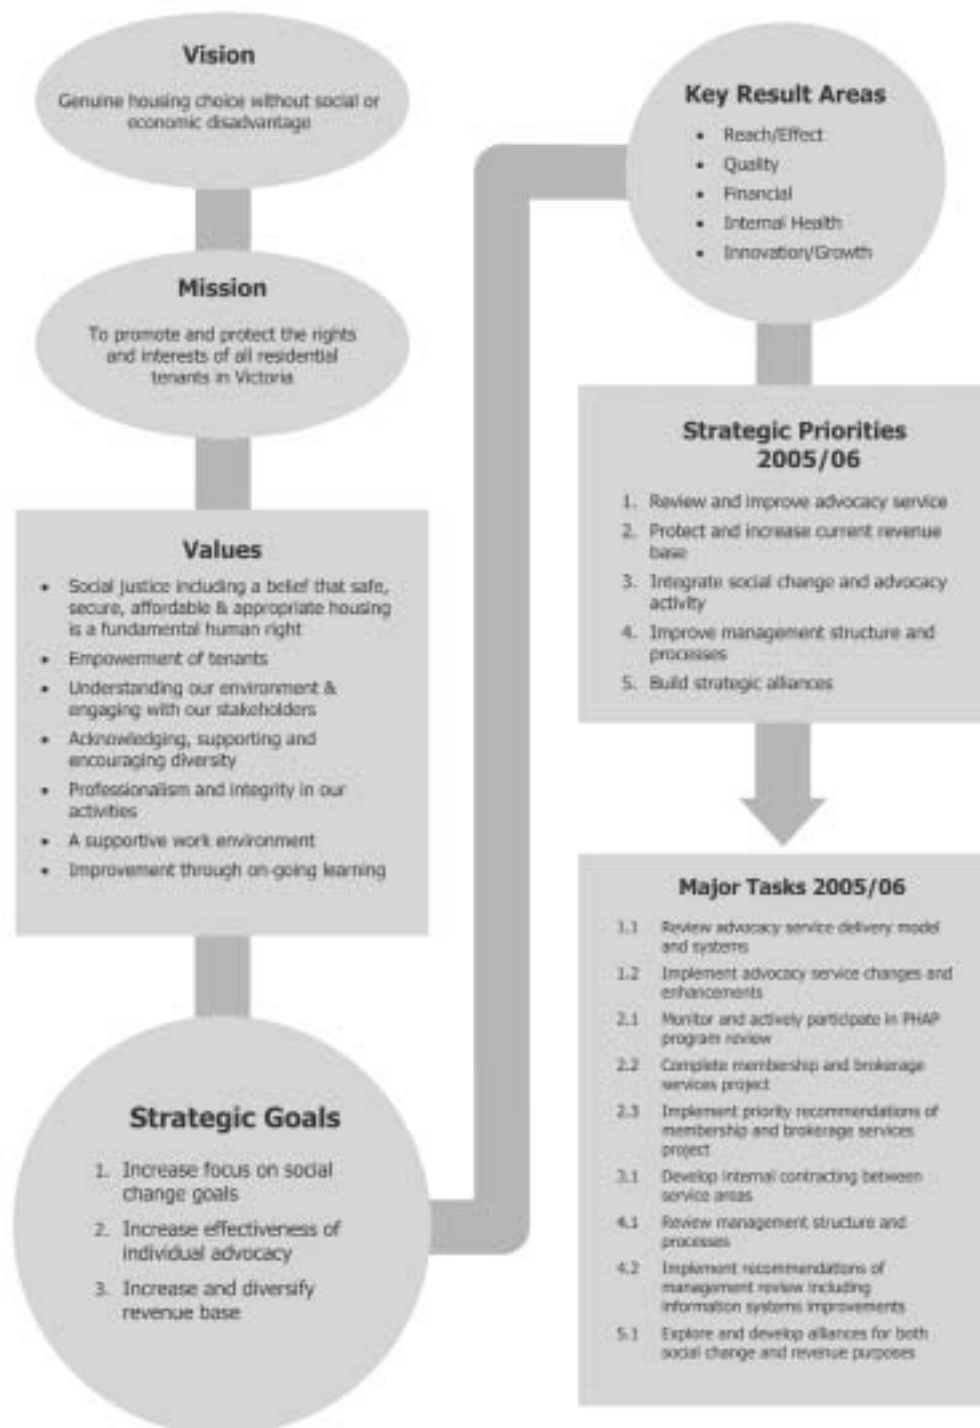 Vision
Genuine housing choice without social or
economic disadvantage
Mission
To promote and protect the rights
and interests of all residential
tenants in Victoria
Values
• Social justice including a belief that safe,
secure, affordable & appropriate housing
is a fundamental human right
• Empowerment of tenants
• Understanding our environment &
engaging with our stakeholders
• Acknowledging, supporting and
encouraging diversity
• Professionalism and integrity in our
activities
• A supportive work environment
• Improvement through on-going learning
Strategic Goals
1. Increase focus on social
change goals
2. Increase effectiveness of
individual advocacy
3. Increase and diversify
revenue base
Key Result Areas
• Reach/Effect
• Quality
• Financial
• Internal Health
• Innovation/Growth
Strategic Priorities
2005/06
1. Review and improve advocacy service
2. Protect and increase current revenue
base
3. Integrate social change and advocacy
activity
4. Improve management structure and
processes
5. Build strategic alliances
Major Tasks 2005/06
1.1 Review advocacy service delivery model
and systems
1.2 Implement advocacy service changes and
enhancements
2.1 Monitor and actively participate in PHAP
program review
2.2 Complete membership and brokerage
services project
2.3 Implement priority recommendations of
membership and brokerage services
project
3.1 Develop internal contracting between
service areas
4.1 Review management structure and
processes
4.2 Implement recommendations of
management review including
information systems improvements
5.1 Explore and develop alliances for both
social change and revenue purposes